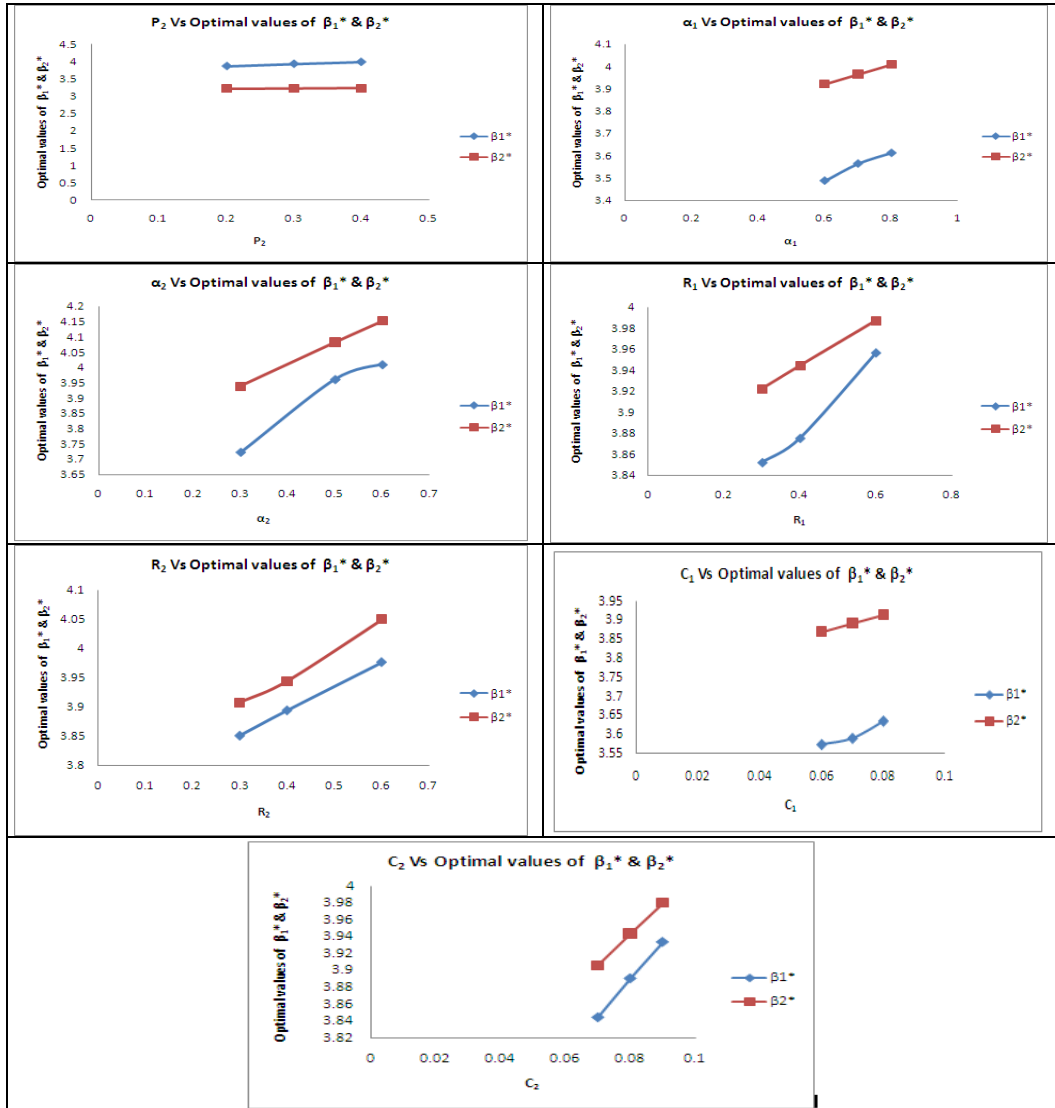 P₂ Vs Optimal values of β₁* & β₂*
Optimal values of β₁* & β₂*
4.5
4
3.5
3
2.5
2
1.5
1
0.5
0
0 0.1 0.2 0.3 0.4 0.5
P₂
β1*
β2*
α₁ Vs Optimal values of β₁* & β₂*
Optimal values of β₁* & β₂*
4.1
4
3.9
3.8
3.7
3.6
3.5
3.4
0 0.2 0.4 0.6 0.8 1
α₁
β1*
β2*
α₂ Vs Optimal values of β₁* & β₂*
Optimal values of β₁* & β₂*
4.2
4.15
4.1
4.05
4
3.95
3.9
3.85
3.8
3.75
3.7
3.65
0 0.1 0.2 0.3 0.4 0.5 0.6 0.7
α₂
β1*
β2*
R₁ Vs Optimal values of β₁* & β₂*
Optimal values of β₁* & β₂*
4
3.98
3.96
3.94
3.92
3.9
3.88
3.86
3.84
0 0.2 0.4 0.6 0.8
R₁
β1*
β2*
R₂ Vs Optimal values of β₁* & β₂*
Optimal values of β₁* & β₂*
4.1
4.05
4
3.95
3.9
3.85
3.8
0 0.1 0.2 0.3 0.4 0.5 0.6 0.7
R₂
β1*
β2*
C₁ Vs Optimal values of β₁* & β₂*
Optimal values of β₁* & β₂*
3.95
3.9
3.85
3.8
3.75
3.7
3.65
3.6
3.55
0 0.02 0.04 0.06 0.08 0.1
C₁
β1*
β2*
C₂ Vs Optimal values of β₁* & β₂*
Optimal values of β₁* & β₂*
4
3.98
3.96
3.94
3.92
3.9
3.88
3.86
3.84
3.82
0 0.02 0.04 0.06 0.08 0.1
C₂
β1*
β2*